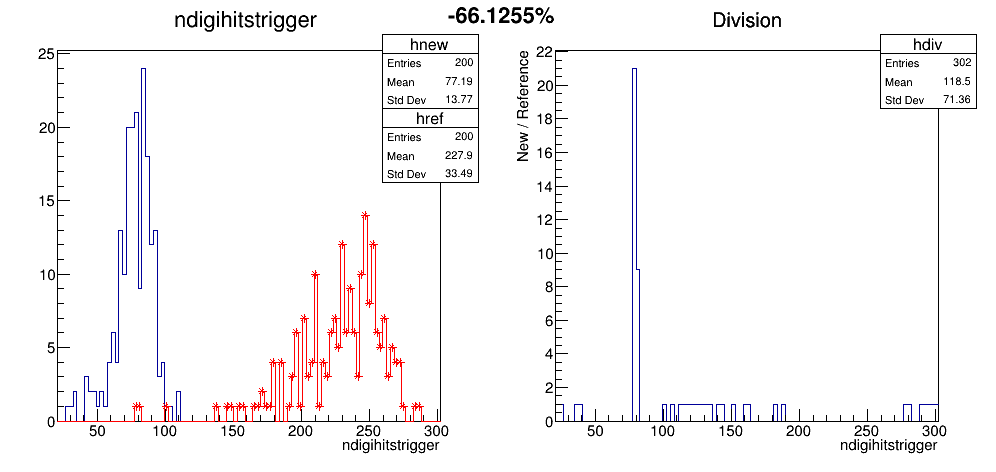 -66.1255%
ndigihitstrigger
hnew
Entries 200
Mean 77.19
Std Dev 13.77
href
Entries 200
Mean 227.9
Std Dev 33.49
25
20
15
10
5
0
50 100 150 200 250 300
ndigihitstrigger
Division
hdiv
Entries 302
Mean 118.5
Std Dev 71.36
New / Reference
22
20
18
16
14
12
10
8
6
4
2
0
50 100 150 200 250 300
ndigihitstrigger